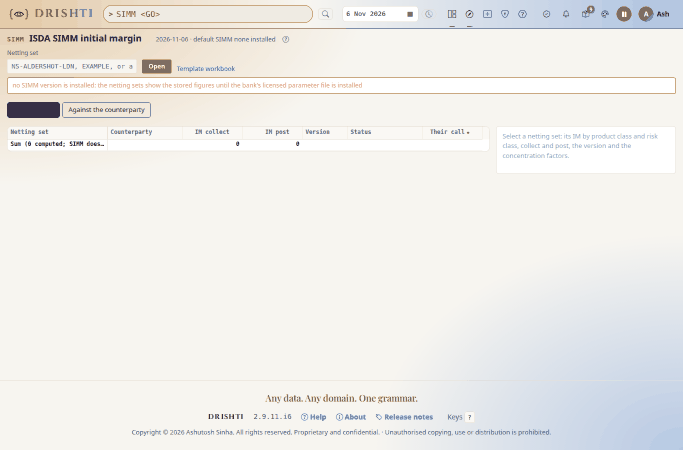 DRISHTI
> SIMM <GO>
6 Nov 2026
5
A Ash
SIMM ISDA SIMM initial margin 2026-11-06 · default SIMM none installed ?
Netting set
NS-ALDERSHOT-LDN, EXAMPLE, or a
Open
Template workbook
no SIMM version is installed: the netting sets show the stored figures until the bank's licensed parameter file is installed
Against the counterparty
Netting set Counterparty IM collect IM post Version Status Their call
Sum (0 computed; SIMM does… 0 0
Select a netting set: its IM by product class and risk
class, collect and post, the version and the
concentration factors.
Any data. Any domain. One grammar.
DRISHTI 2.9.11.16 Help About Release notes Keys ?
Copyright © 2026 Ashutosh Sinha. All rights reserved. Proprietary and confidential. · Unauthorised copying, use or distribution is prohibited.